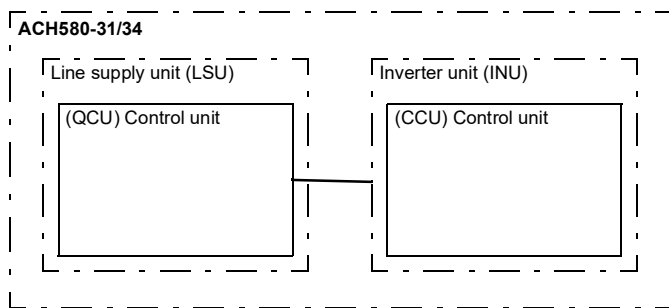 ACH580-31/34
Line supply unit (LSU)
Inverter unit (INU)
(QCU) Control unit
(CCU) Control unit